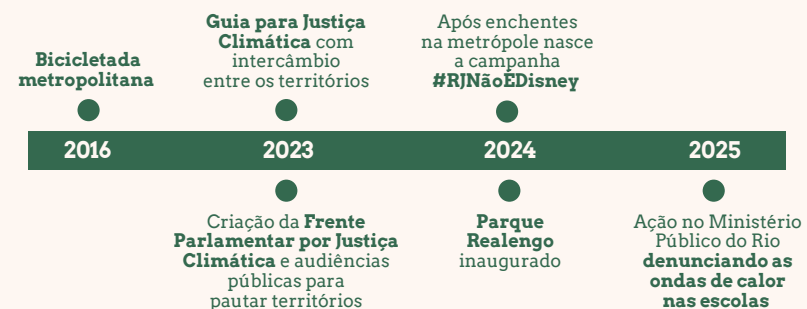 Bicicletada
metropolitana
Guia para Justiça
Climática com
intercâmbio
entre os territórios
Após enchentes
na metrópole nasce
a campanha
#RJNãoÉDisney
2016
2023
2024
2025
Criação da Frente
Parlamentar por Justiça
Climática e audiências
públicas para
pautar territórios
Parque
Realengo
inaugurado
Ação no Ministério
Público do Rio
denunciando as
ondas de calor
nas escolas